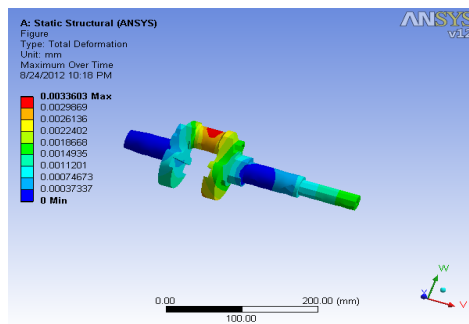 A: Static Structural (ANSYS)
Figure
Type: Total Deformation
Unit: mm
Maximum Over Time
8/24/2012 10:18 PM
0.0033603 Max
0.0029869
0.0026136
0.0022402
0.0018668
0.0014935
0.0011201
0.00074673
0.00037337
0 Min
ANSYS
0.00
200.00 (mm)
100.00
W
X
V